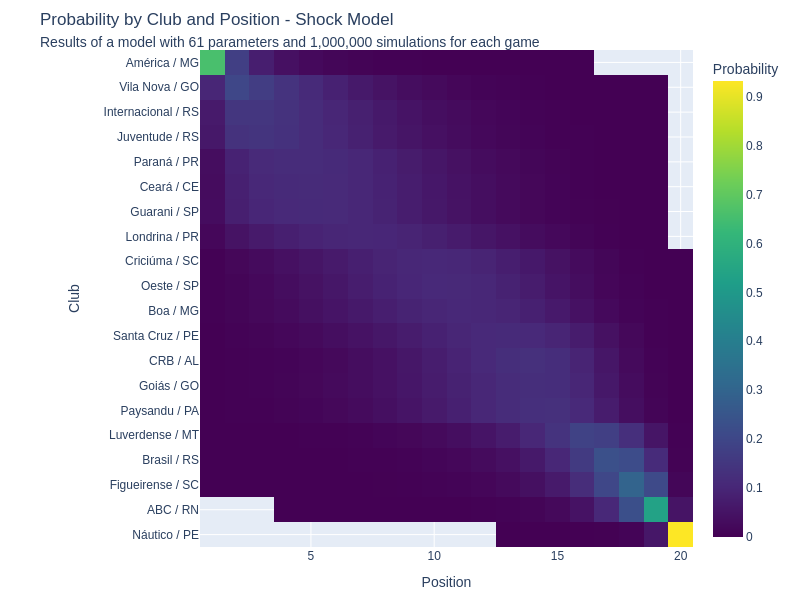 Probability by Club and Position - Shock Model
Results of a model with 61 parameters and 1,000,000 simulations for each game
Probability
América / MG
Vila Nova / GO
Internacional / RS
Juventude / RS
Paraná / PR
Ceará / CE
Guarani / SP
Londrina / PR
Criciúma / SC
Oeste / SP
Boa / MG
Santa Cruz / PE
CRB / AL
Goiás / GO
Paysandu / PA
Luverdense / MT
Brasil / RS
Figueirense / SC
ABC / RN
Náutico / PE
Club
5
10
15
20
Position
0.9
0.8
0.7
0.6
0.5
0.4
0.3
0.2
0.1
0